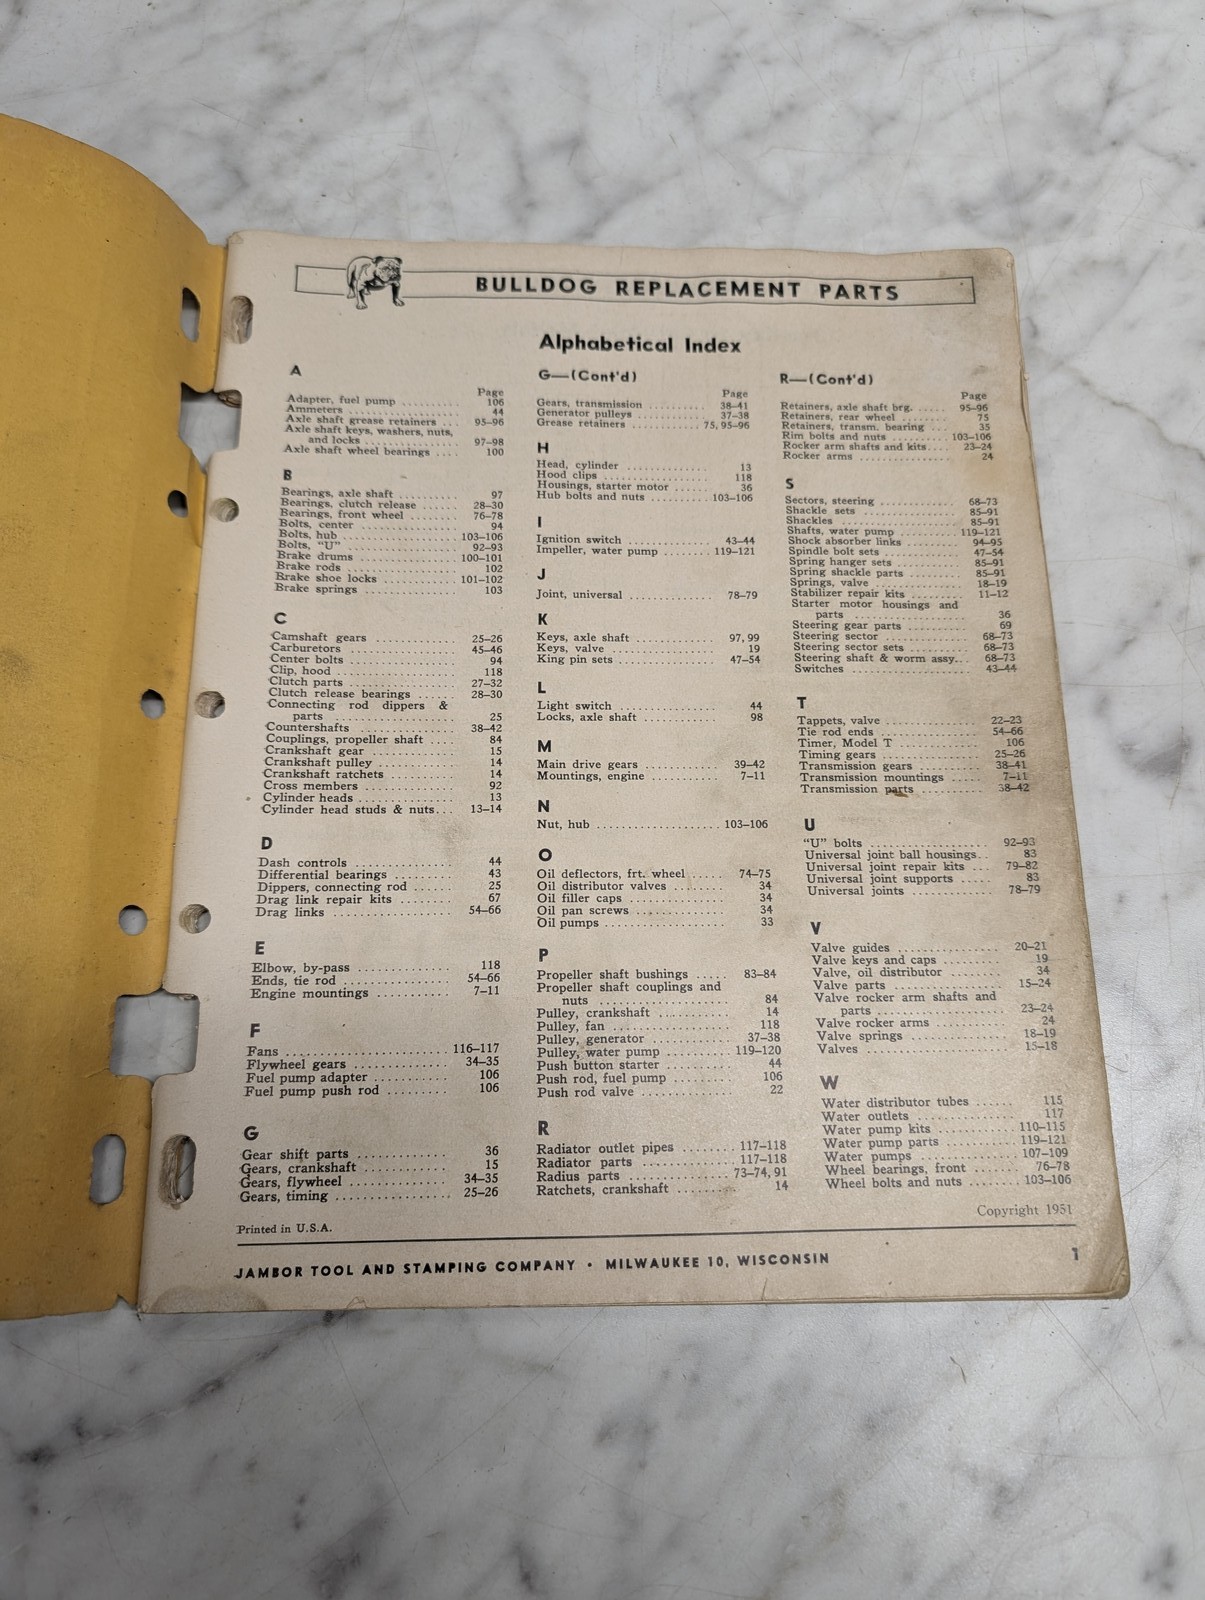 BULLDOG REPLACEMENT PARTS
Alphabetical Index
A
Page
Adapter, fuel pump .......... 106
Ammeters .......... 44
Axle shaft grease retainers ... 95–96
Axle shaft keys, washers, nuts,
and locks .......... 97–98
Axle shaft wheel bearings .... 100
B
Bearings, axle shaft .......... 97
Bearings, clutch release ....... 28–30
Bearings, front wheel ....... 76–78
Bolts, center .......... 94
Bolts, hub .......... 103–106
Bolts, "U" .......... 92–93
Brake drums .......... 100–101
Brake rods .......... 102
Brake shoe locks .......... 101–102
Brake springs .......... 103
C
Camshaft gears .......... 25–26
Carburetors .......... 45–46
Center bolts .......... 94
Clip, hood .......... 118
Clutch parts .......... 27–32
Clutch release bearings ...... 28–30
Connecting rod dippers &
parts .......... 25
Countershafts .......... 38–42
Couplings, propeller shaft .... 84
Crankshaft gear .......... 15
Crankshaft pulley .......... 14
Crankshaft ratchets .......... 14
Cross members .......... 92
Cylinder heads .......... 13
Cylinder head studs & nuts... 13–14
D
Dash controls .......... 44
Differential bearings .......... 43
Dippers, connecting rod ...... 25
Drag link repair kits ........ 67
Drag links .......... 54–66
E
Elbow, by-pass .......... 118
Ends, tie rod .......... 54–66
Engine mountings .......... 7–11
F
Fans .......... 116–117
Flywheel gears .......... 34–35
Fuel pump adapter .......... 106
Fuel pump push rod ......... 106
G
Gear shift parts .......... 36
Gears, crankshaft .......... 15
Gears, flywheel .......... 34–35
Gears, timing .......... 25–26
G—(Cont'd)
Page
Gears, transmission ......... 38–41
Generator pulleys .......... 37–38
Grease retainers .......... 75, 95–96
H
Head, cylinder .......... 13
Hood clips .......... 118
Housings, starter motor ...... 36
Hub bolts and nuts .......... 103–106
I
Ignition switch .......... 43–44
Impeller, water pump ....... 119–121
J
Joint, universal .......... 78–79
K
Keys, axle shaft .......... 97, 99
Keys, valve .......... 19
King pin sets .......... 47–54
L
Light switch .......... 44
Locks, axle shaft .......... 98
M
Main drive gears .......... 39–42
Mountings, engine .......... 7–11
N
Nut, hub .......... 103–106
O
Oil deflectors, frt. wheel ..... 74–75
Oil distributor valves ........ 34
Oil filler caps .......... 34
Oil pan screws .......... 34
Oil pumps .......... 33
P
Propeller shaft bushings ..... 83–84
Propeller shaft couplings and
nuts .......... 84
Pulley, crankshaft .......... 14
Pulley, fan .......... 118
Pulley, generator .......... 37–38
Pulley, water pump ......... 119–120
Push button starter .......... 44
Push rod, fuel pump ........ 106
Push rod valve .......... 22
R
Radiator outlet pipes ........ 117–118
Radiator parts .......... 117–118
Radius parts .......... 73–74, 91
Ratchets, crankshaft ........ 14
R—(Cont'd)
Page
Retainers, axle shaft brg. ..... 95–96
Retainers, rear wheel ........ 75
Retainers, transm. bearing ... 35
Rim bolts and nuts ......... 103–106
Rocker arm shafts and kits.... 23–24
Rocker arms .......... 24
S
Sectors, steering .......... 68–73
Shackle sets .......... 85–91
Shackles .......... 85–91
Shafts, water pump ......... 119–121
Shock absorber links ........ 94–95
Spindle bolt sets .......... 47–54
Spring hanger sets .......... 85–91
Spring shackle parts ........ 85–91
Springs, valve .......... 18–19
Stabilizer repair kits ......... 11–12
Starter motor housings and
parts .......... 36
Steering gear parts ........ 69
Steering sector .......... 68–73
Steering sector sets ......... 68–73
Steering shaft & worm assy... 68–73
Switches .......... 43–44
T
Tappets, valve .......... 22–23
Tie rod ends .......... 54–66
Timer, Model T .......... 106
Timing gears .......... 25–26
Transmission gears ......... 38–41
Transmission mountings ..... 7–11
Transmission parts .......... 38–42
U
"U" bolts .......... 92–93
Universal joint ball housings.. 83
Universal joint repair kits ... 79–82
Universal joint supports ..... 83
Universal joints .......... 78–79
V
Valve guides .......... 20–21
Valve keys and caps ......... 19
Valve, oil distributor ........ 34
Valve parts .......... 15–24
Valve rocker arm shafts and
parts .......... 23–24
Valve rocker arms .......... 24
Valve springs .......... 18–19
Valves .......... 15–18
W
Water distributor tubes ...... 115
Water outlets .......... 117
Water pump kits .......... 110–115
Water pump parts .......... 119–121
Water pumps .......... 107–109
Wheel bearings, front ....... 76–78
Wheel bolts and nuts ........ 103–106
Copyright 1951
Printed in U.S.A.
JAMBOR TOOL AND STAMPING COMPANY • MILWAUKEE 10, WISCONSIN
1